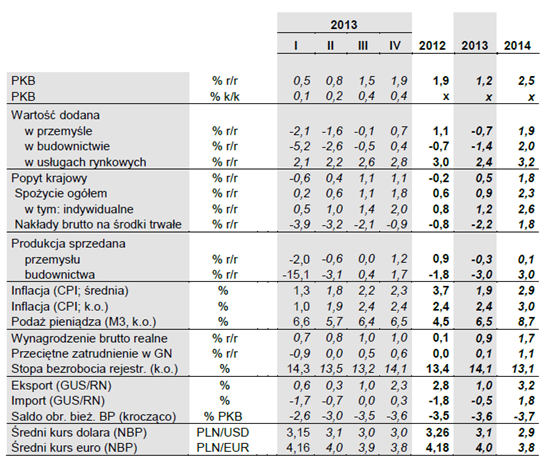 2013
I II III IV 2012 2013 2014
PKB % r/r 0,5 0,8 1,5 1,9 1,9 1,2 2,5
PKB % k/k 0,1 0,2 0,4 0,4 x x x
Wartość dodana
w przemyśle % r/r -2,1 -1,6 -0,1 0,7 1,1 -0,7 1,9
w budownictwie % r/r -5,2 -2,6 -0,5 0,4 -0,7 -1,4 2,0
w usługach rynkowych % r/r 2,1 2,2 2,6 2,8 3,0 2,4 3,2
Popyt krajowy % r/r -0,6 0,4 1,1 1,1 -0,2 0,5 1,8
Spożycie ogółem % r/r 0,2 0,6 1,1 1,8 0,6 0,9 2,3
w tym: indywidualne % r/r 0,5 1,0 1,4 2,0 0,8 1,2 2,6
Nakłady brutto na środki trwałe % r/r -3,9 -3,2 -2,1 -0,9 -0,8 -2,2 1,8
Produkcja sprzedana
przemysłu % r/r -2,0 -0,6 0,0 1,2 0,9 -0,3 0,1
budownictwa % r/r -15,1 -3,1 0,4 1,7 -1,8 -3,0 3,0
Inflacja (CPI; średnia) % 1,3 1,8 2,2 2,3 3,7 1,9 2,9
Inflacja (CPI; k.o.) % 1,0 1,9 2,4 2,4 2,4 2,4 3,0
Podaż pieniądza (M3, k.o.) % 6,6 5,7 6,4 6,5 4,5 6,5 8,7
Wynagrodzenie brutto realne % r/r 0,7 0,8 1,0 1,0 0,1 0,9 1,7
Przeciętne zatrudnienie w GN % r/r -0,9 0,0 0,5 0,6 0,0 0,1 1,1
Stopa bezrobocia rejestr. (k.o.) % 14,3 13,5 13,2 14,1 13,4 14,1 13,1
Eksport (GUS/RN) % 0,6 0,3 1,0 2,3 2,8 1,0 3,2
Import (GUS/RN) % -1,7 -0,7 0,0 0,3 -1,8 -0,5 1,8
Saldo obr. bież. BP (krocząco) % PKB -2,6 -3,0 -3,5 -3,6 -3,5 -3,6 -3,7
Średni kurs dolara (NBP) PLN/USD 3,15 3,1 3,0 3,0 3,26 3,1 2,9
Średni kurs euro (NBP) PLN/EUR 4,16 4,0 3,9 3,8 4,18 4,0 3,8